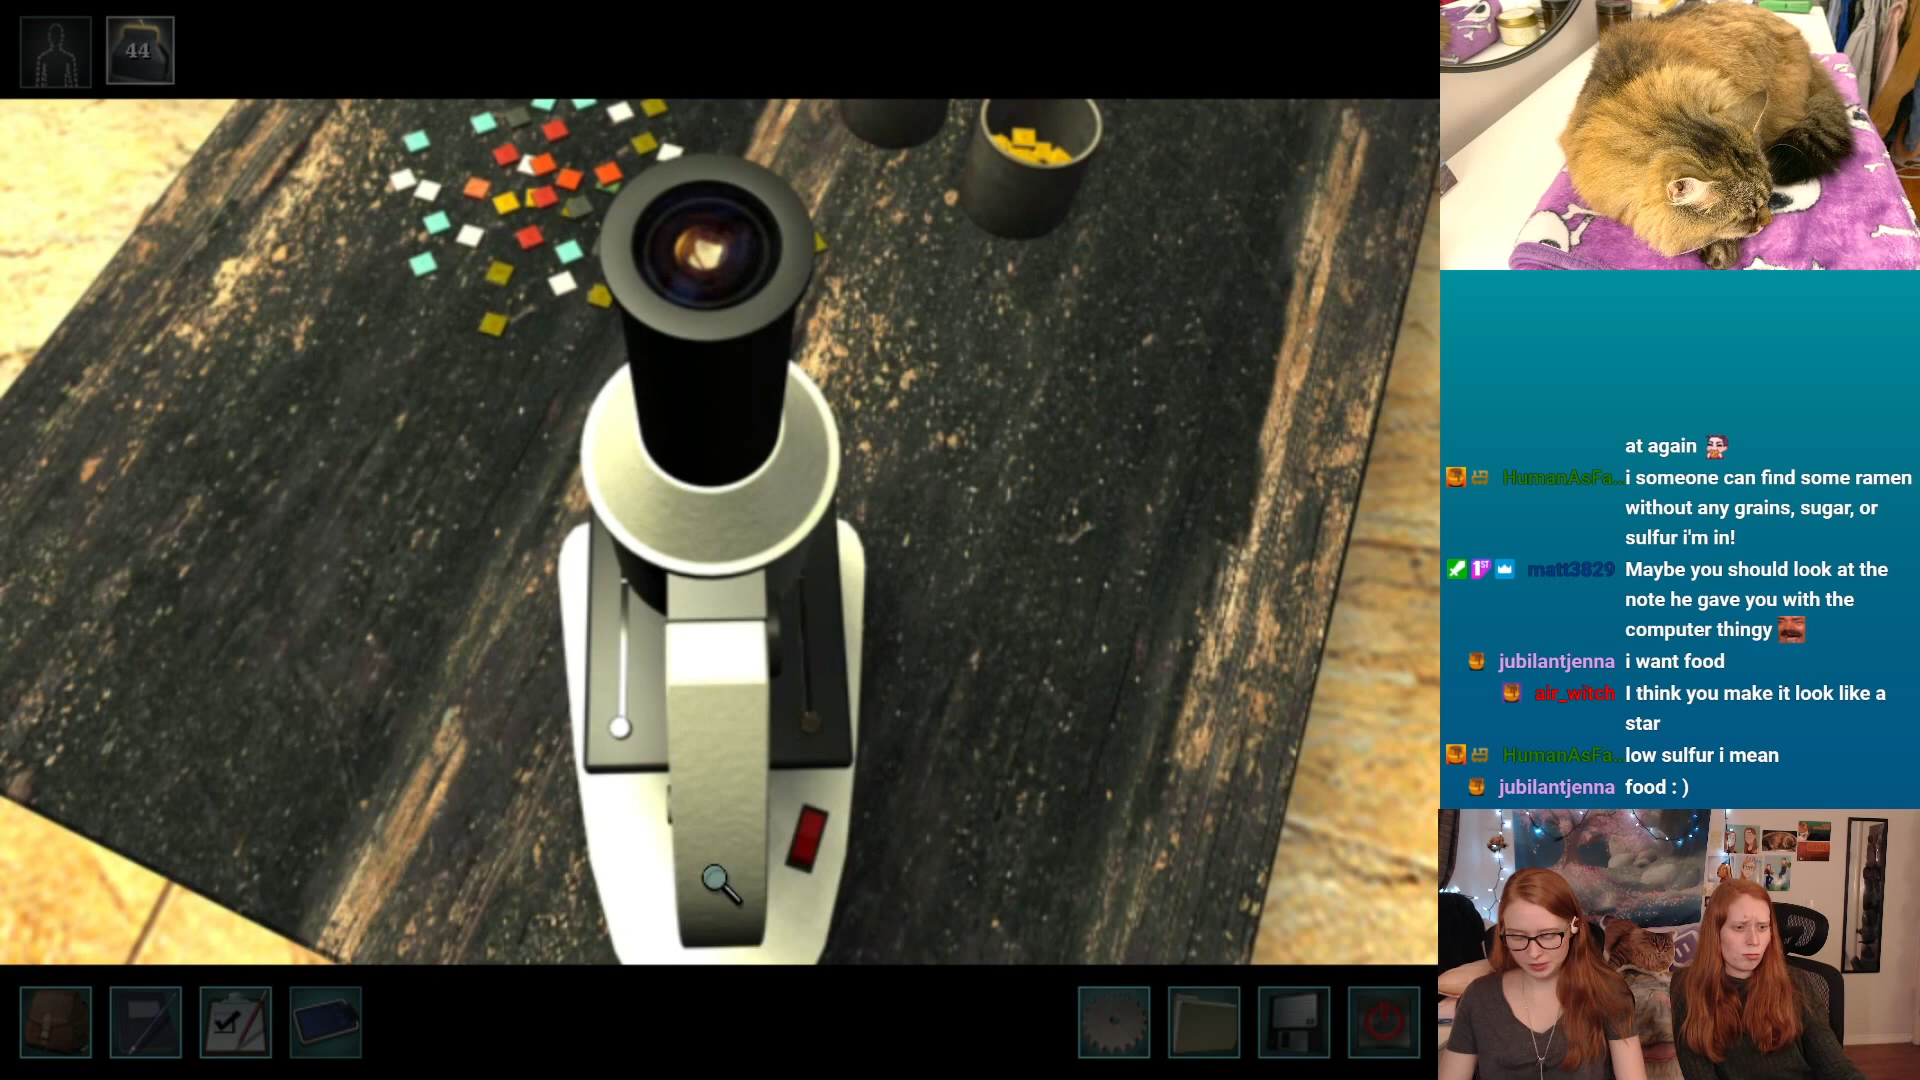 44
at again
HumanAsFa... i someone can find some ramen
without any grains, sugar, or
sulfur i'm in!
1ST matt3829 Maybe you should look at the
note he gave you with the
computer thingy
jubilantjenna i want food
air_witch I think you make it look like a
star
HumanAsFa... low sulfur i mean
jubilantjenna food : )